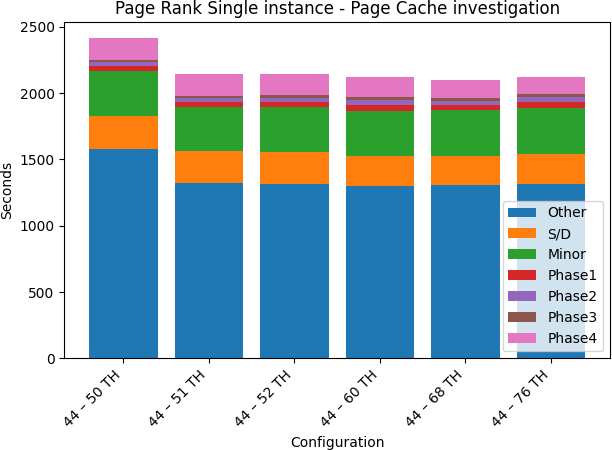 Page Rank Single instance - Page Cache investigation
2500
2000
1500
1000
500
0
Seconds
Other
S/D
Minor
Phase1
Phase2
Phase3
Phase4
44 - 50 TH
44 - 51 TH
44 - 52 TH
44 - 60 TH
44 - 68 TH
44 - 76 TH
Configuration